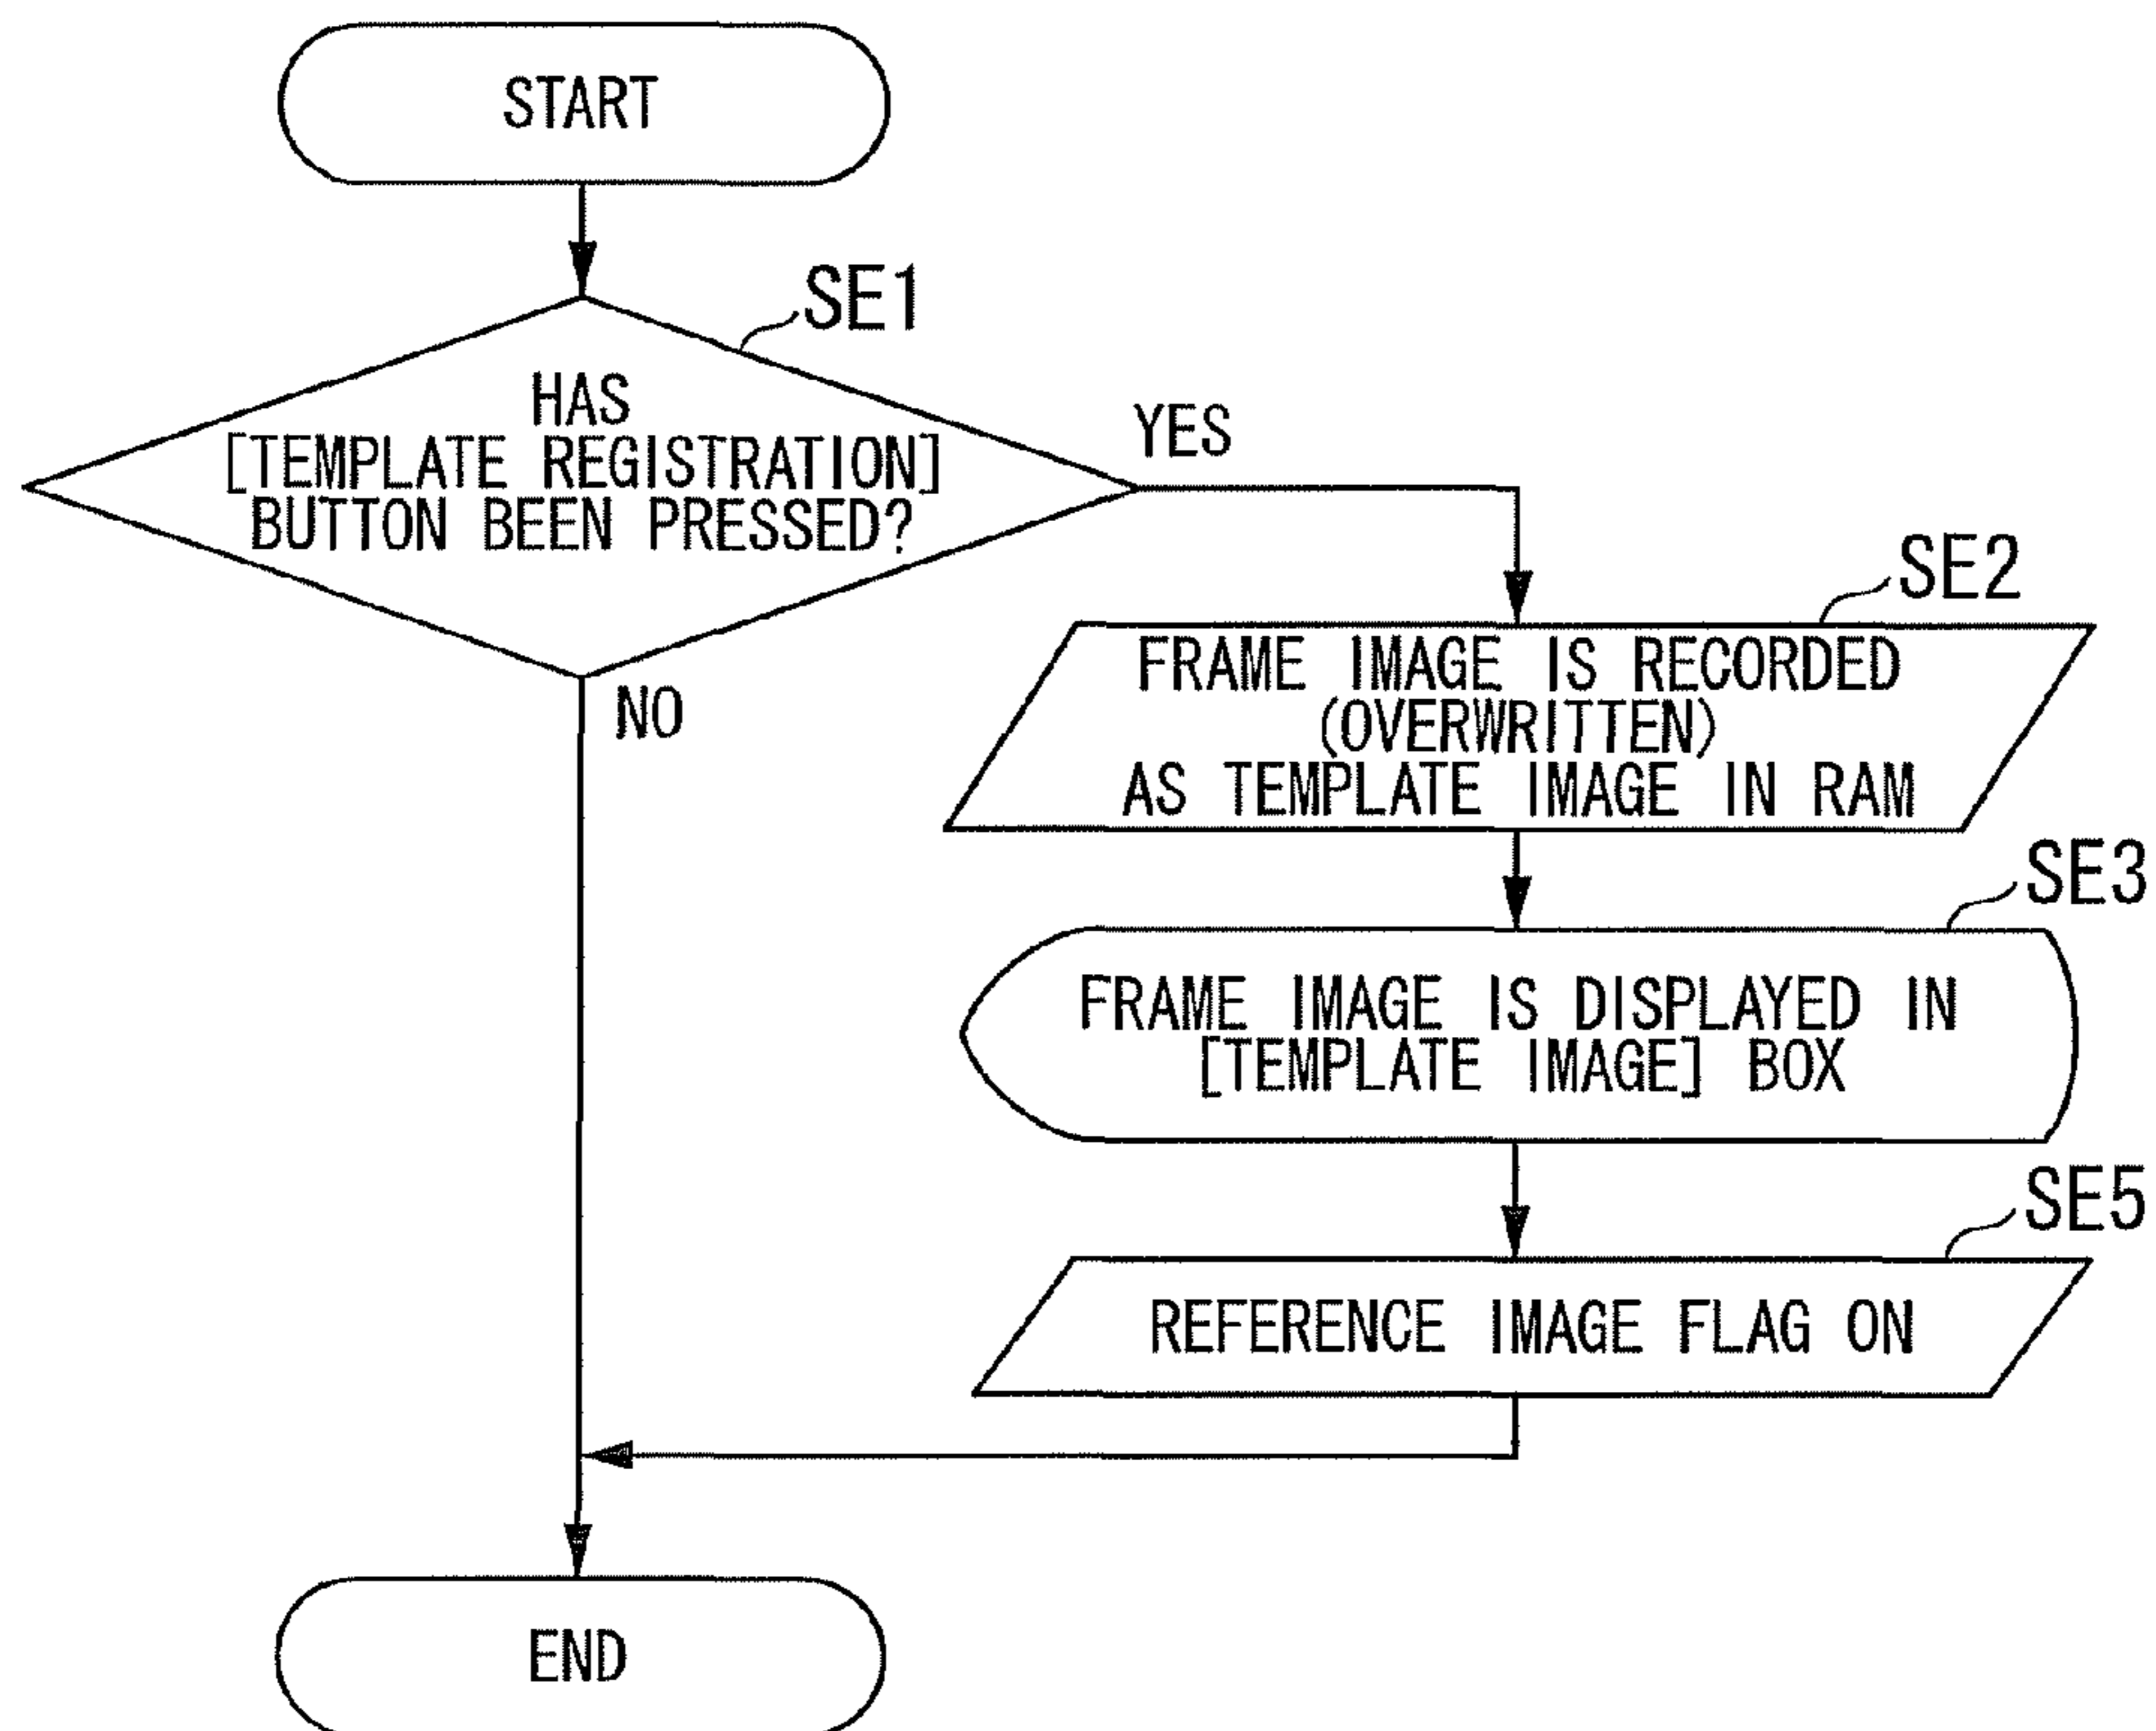 START
SE1
HAS
[TEMPLATE REGISTRATION]
BUTTON BEEN PRESSED?
YES
NO
SE2
FRAME IMAGE IS RECORDED
(OVERWRITTEN)
AS TEMPLATE IMAGE IN RAM
SE3
FRAME IMAGE IS DISPLAYED IN
[TEMPLATE IMAGE] BOX
SE5
REFERENCE IMAGE FLAG ON
END